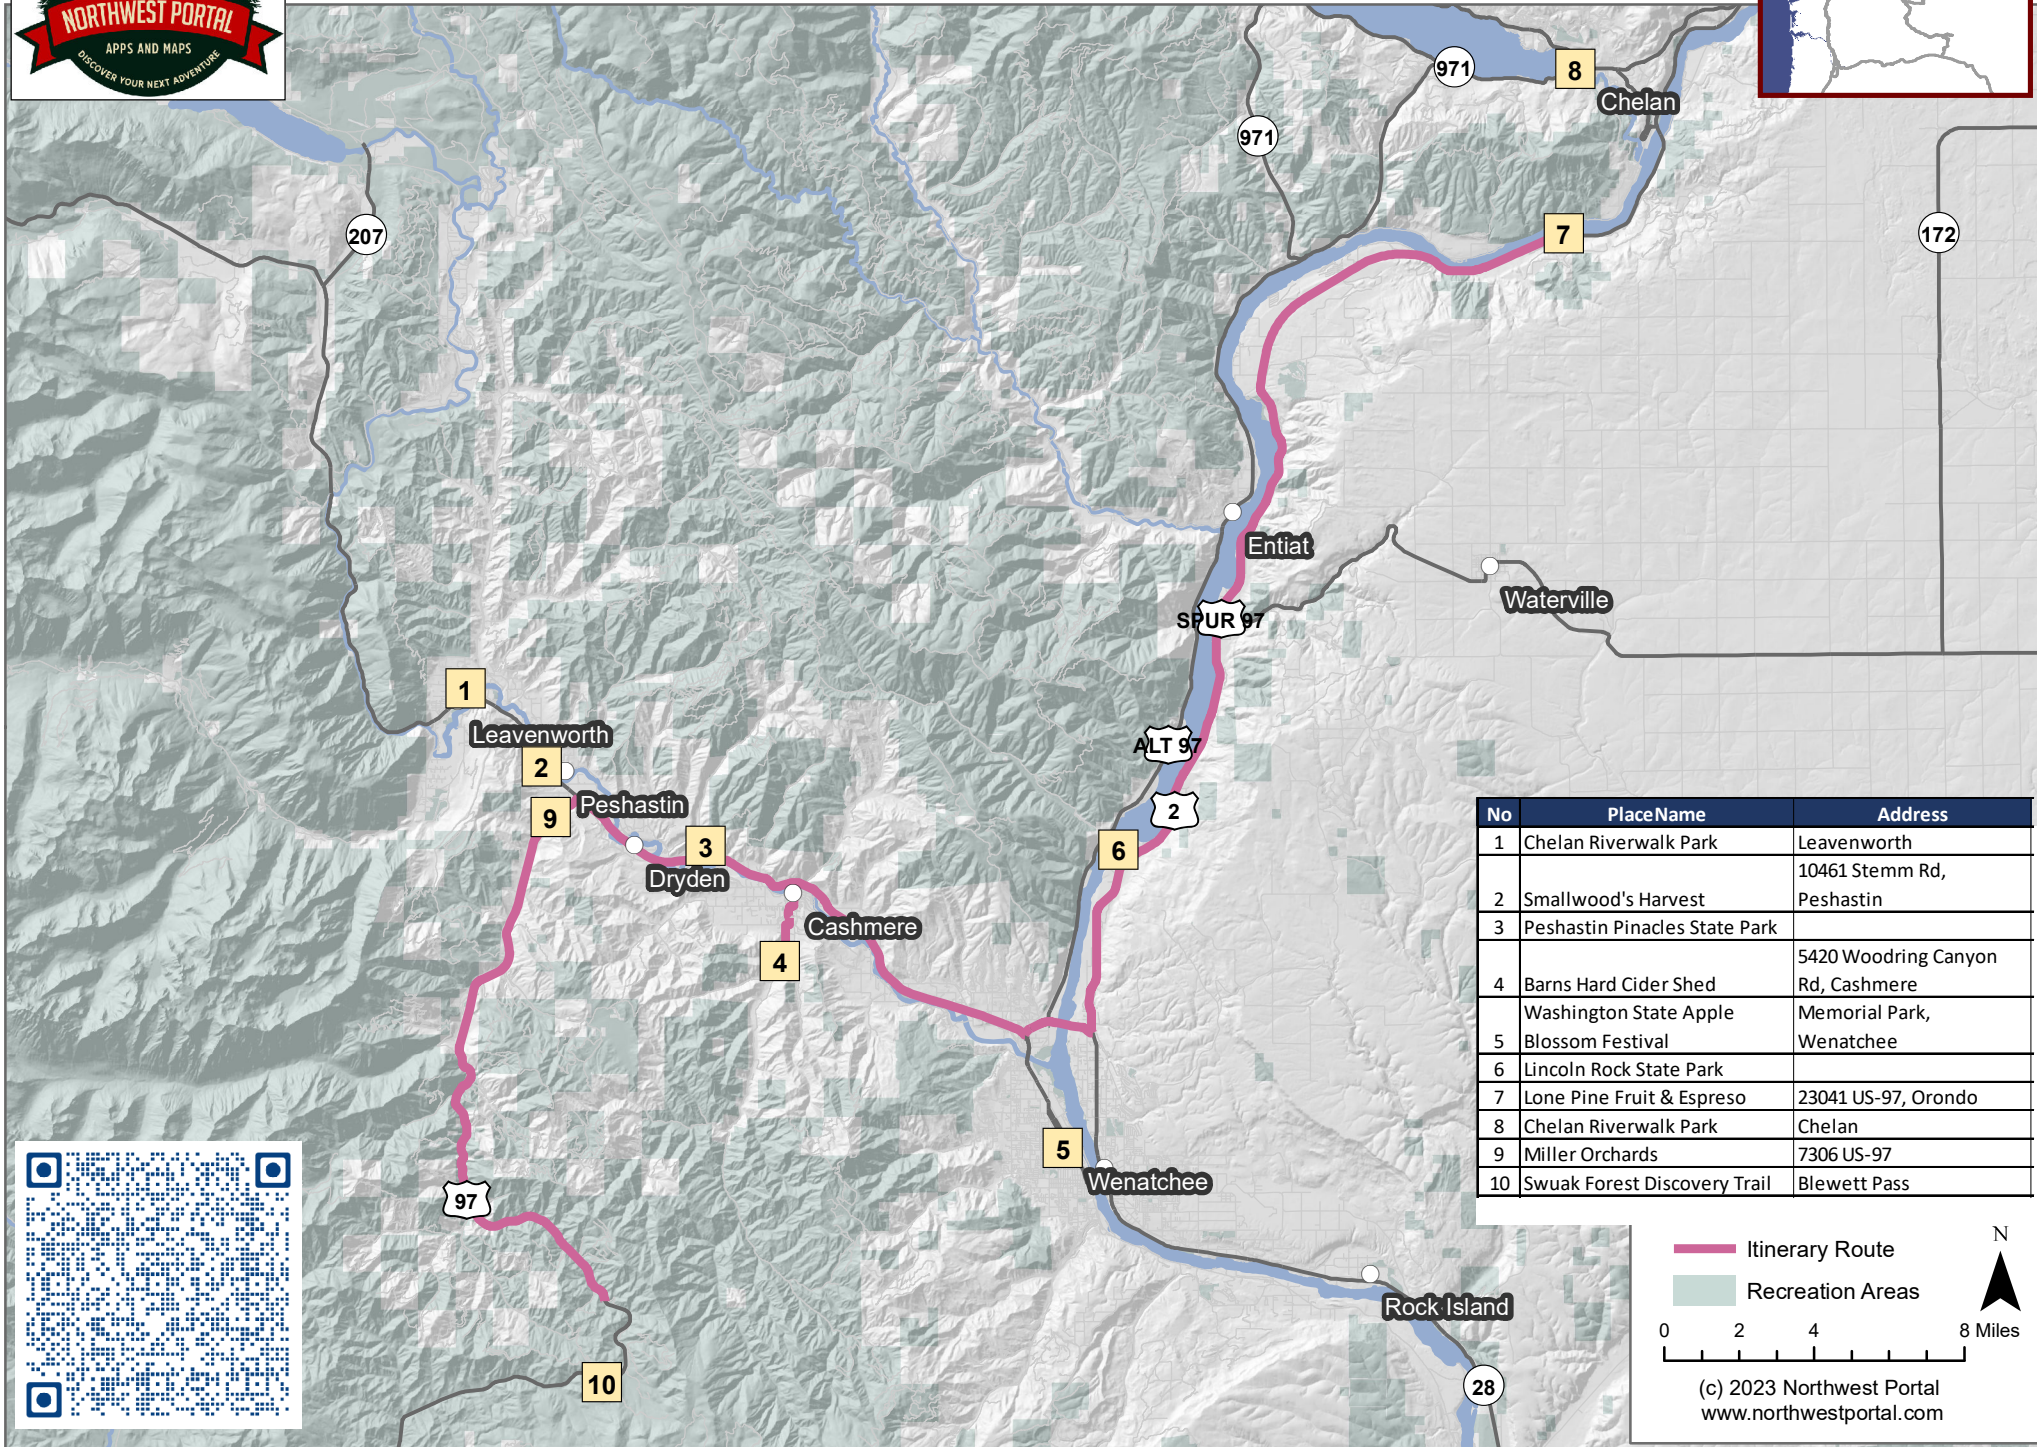 NORTHWEST PORTAL
APPS AND MAPS
DISCOVER YOUR NEXT ADVENTURE
971
8
Chelan
971
207
7
172
Entiat
Waterville
SPUR 97
1
Leavenworth
ALT 97
2
Peshastin
2
9
3
6
Dryden
Cashmere
4
5
Wenatchee
97
Rock Island
10
28
No PlaceName Address
1 Chelan Riverwalk Park Leavenworth
10461 Stemm Rd,
2 Smallwood's Harvest Peshastin
3 Peshastin Pinacles State Park
5420 Woodring Canyon
4 Barns Hard Cider Shed Rd, Cashmere
Washington State Apple Memorial Park,
5 Blossom Festival Wenatchee
6 Lincoln Rock State Park
7 Lone Pine Fruit & Espreso 23041 US-97, Orondo
8 Chelan Riverwalk Park Chelan
9 Miller Orchards 7306 US-97
10 Swuak Forest Discovery Trail Blewett Pass
Itinerary Route
N
Recreation Areas
0 2 4 8 Miles
(c) 2023 Northwest Portal
www.northwestportal.com